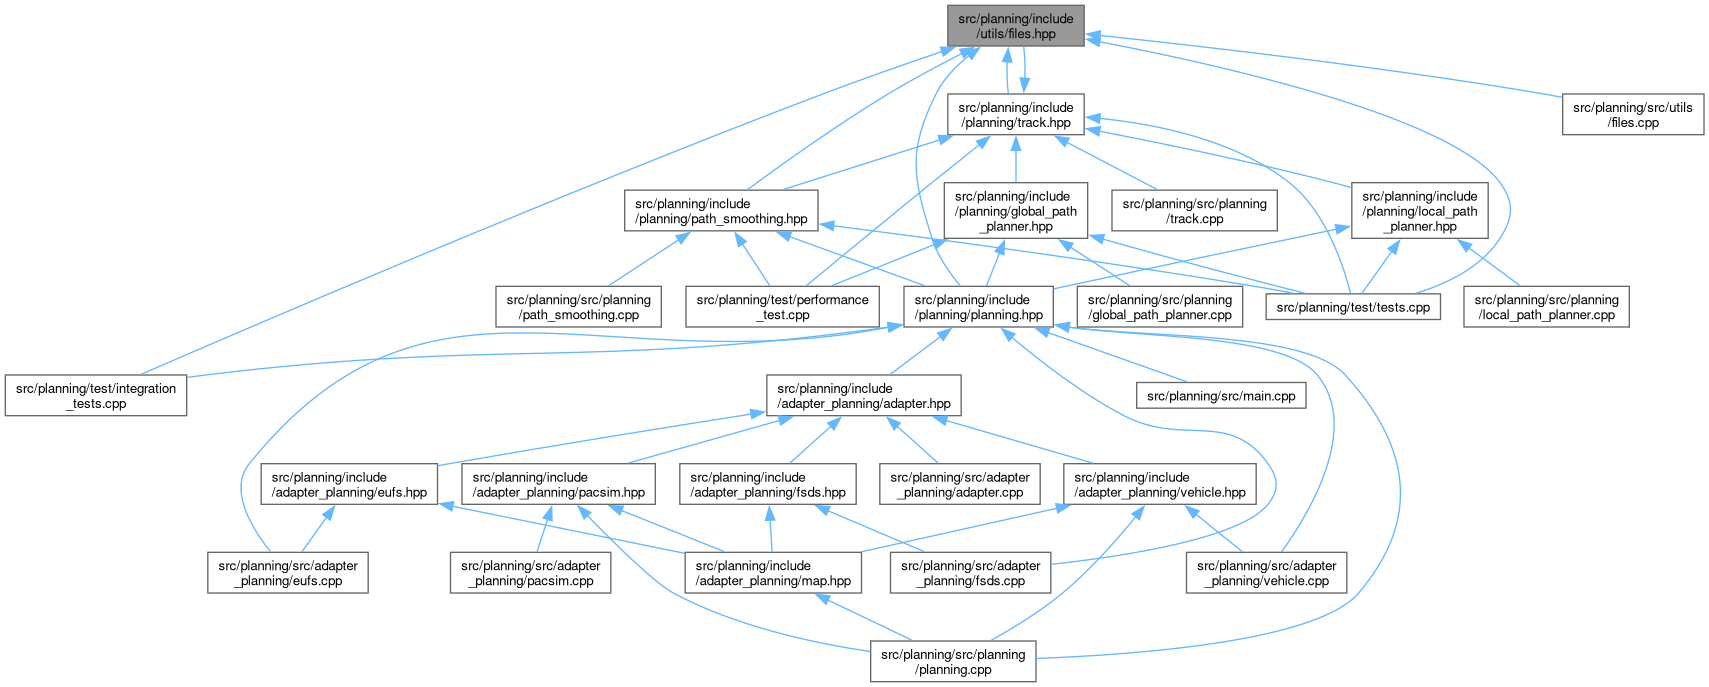 src/planning/include
/utils/files.hpp
src/planning/include
/planning/track.hpp
src/planning/src/utils
/files.cpp
src/planning/include
/planning/path_smoothing.hpp
src/planning/include
/planning/global_path
_planner.hpp
src/planning/src/planning
/track.cpp
src/planning/include
/planning/local_path
_planner.hpp
src/planning/src/planning
/path_smoothing.cpp
src/planning/test/performance
_test.cpp
src/planning/include
/planning/planning.hpp
src/planning/src/planning
/global_path_planner.cpp
src/planning/test/tests.cpp
src/planning/src/planning
/local_path_planner.cpp
src/planning/test/integration
_tests.cpp
src/planning/include
/adapter_planning/adapter.hpp
src/planning/src/main.cpp
src/planning/include
/adapter_planning/eufs.hpp
src/planning/include
/adapter_planning/pacsim.hpp
src/planning/include
/adapter_planning/fsds.hpp
src/planning/src/adapter
_planning/adapter.cpp
src/planning/include
/adapter_planning/vehicle.hpp
src/planning/src/adapter
_planning/eufs.cpp
src/planning/src/adapter
_planning/pacsim.cpp
src/planning/include
/adapter_planning/map.hpp
src/planning/src/adapter
_planning/fsds.cpp
src/planning/src/adapter
_planning/vehicle.cpp
src/planning/src/planning
/planning.cpp